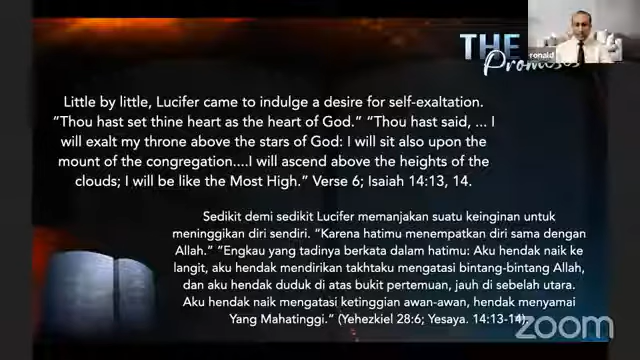 THE
Promises
ronald
Little by little, Lucifer came to indulge a desire for self-exaltation.
“Thou hast set thine heart as the heart of God.” “Thou hast said, ... I
will exalt my throne above the stars of God: I will sit also upon the
mount of the congregation....I will ascend above the heights of the
clouds; I will be like the Most High.” Verse 6; Isaiah 14:13, 14.
Sedikit demi sedikit Lucifer memanjakan suatu keinginan untuk
meninggikan diri sendiri. “Karena hatimu menempatkan diri sama dengan
Allah.” “Engkau yang tadinya berkata dalam hatimu: Aku hendak naik ke
langit, aku hendak mendirikan takhtaku mengatasi bintang-bintang Allah,
dan aku hendak duduk di atas bukit pertemuan, jauh di sebelah utara.
Aku hendak naik mengatasi ketinggian awan-awan, hendak menyamai
Yang Mahatinggi.” (Yehezkiel 28:6; Yesaya. 14:13-14).
zoom